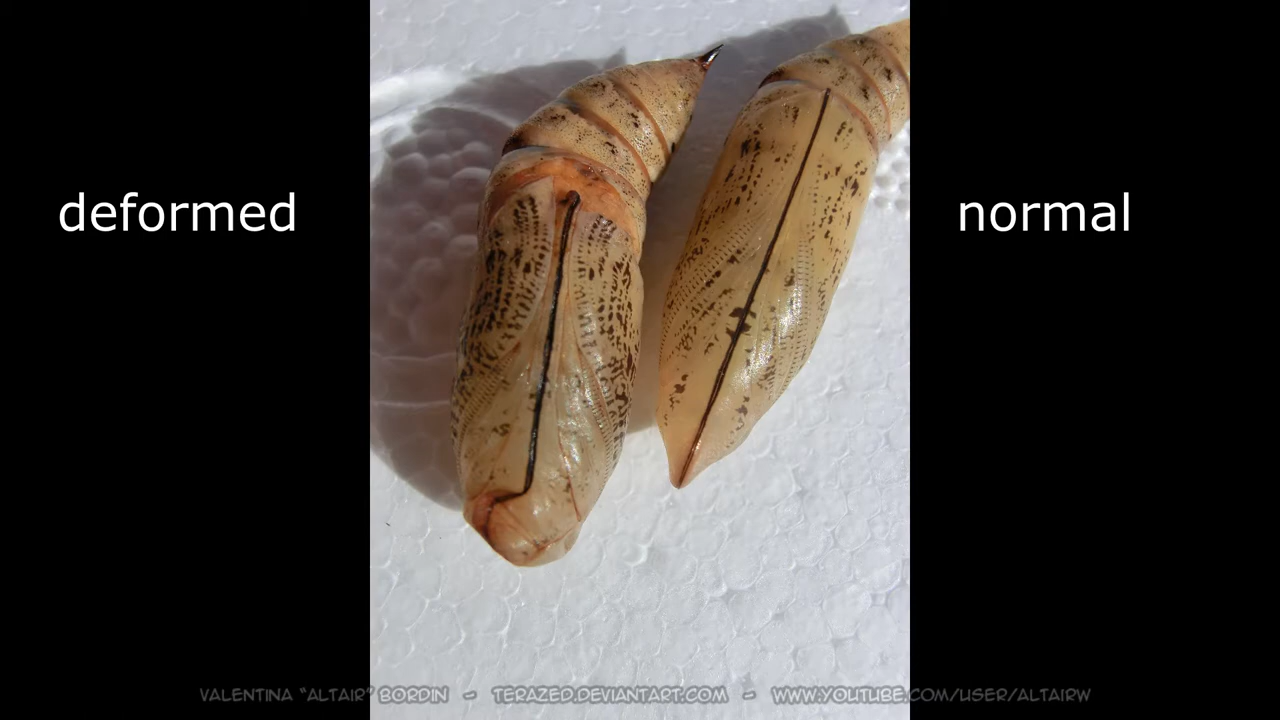 deformed
normal
VALENTINA "ALTAIR" BORDIN - TERAZED.DEVIANTART.COM - WWW.YOUTUBE.COM/USER/ALTAIRW